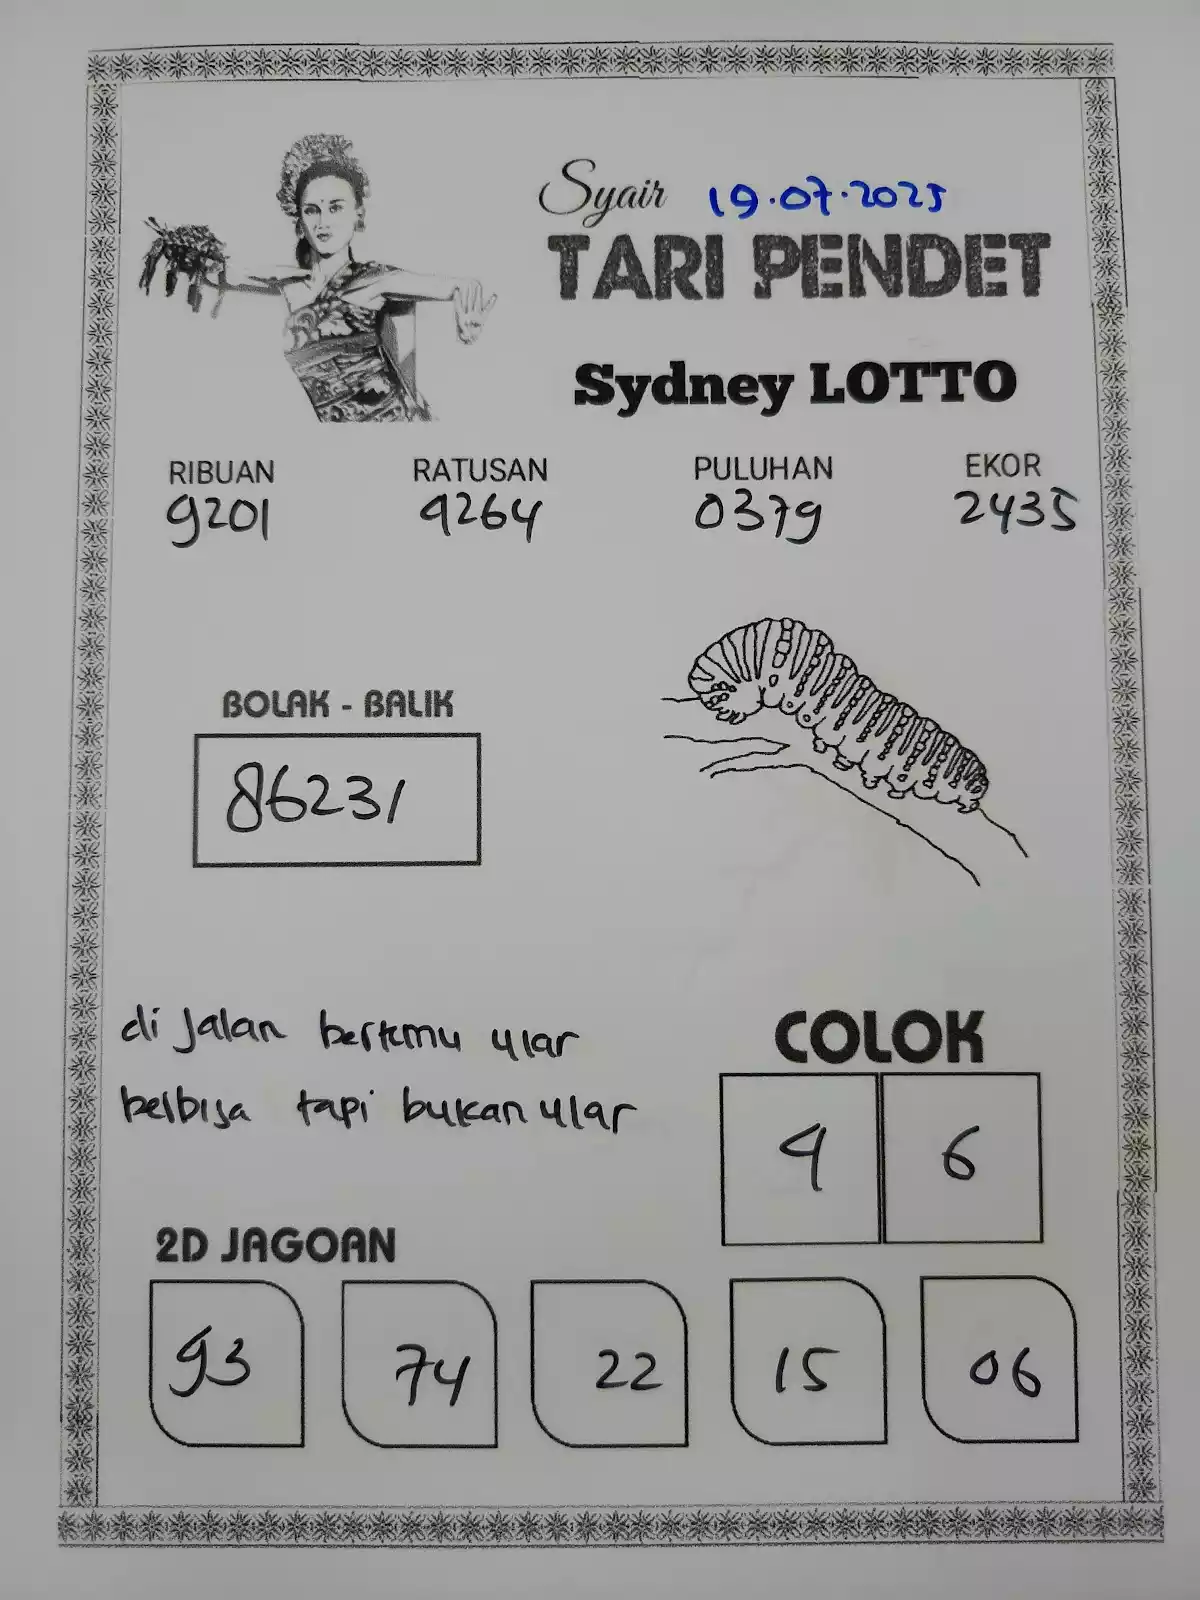 Syair 19.07.2025
TARI PENDET
Sydney LOTTO
RIBUAN RATUSAN PULUHAN EKOR
9201 9264 0379 2435
BOLAK - BALIK
86231
di Jalan bertemu ular
berbisa tapi bukan ular
COLOK
9 6
2D JAGOAN
93 74 22 15 06